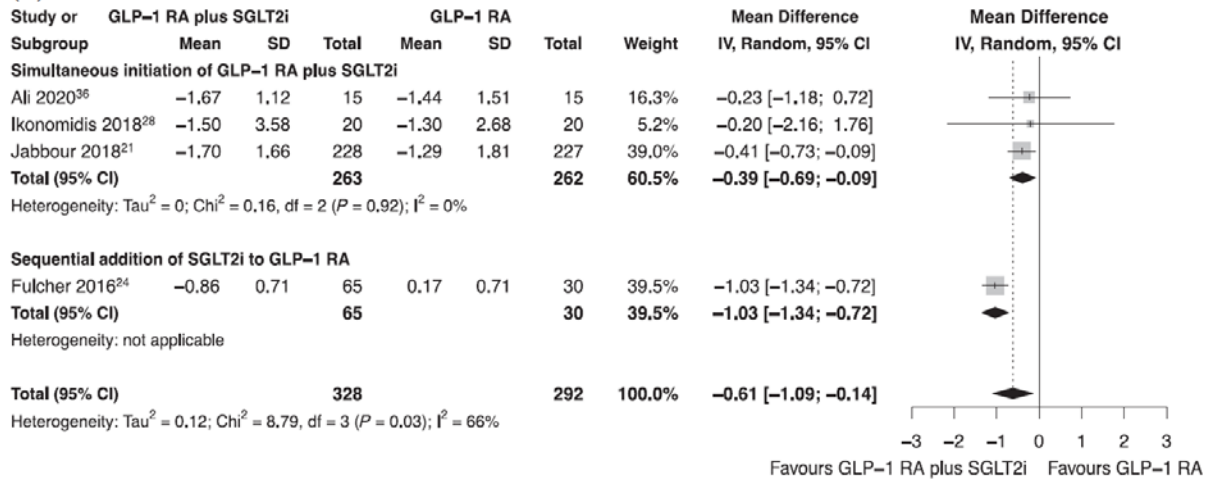 Study or GLP–1 RA plus SGLT2i GLP–1 RA Mean Difference Mean Difference
Subgroup Mean SD Total Mean SD Total Weight IV, Random, 95% CI IV, Random, 95% CI
Simultaneous initiation of GLP–1 RA plus SGLT2i
Ali 2020³⁶ −1.67 1.12 15 −1.44 1.51 15 16.3% −0.23 [−1.18; 0.72]
Ikonomidis 2018²⁸ −1.50 3.58 20 −1.30 2.68 20 5.2% −0.20 [−2.16; 1.76]
Jabbour 2018²¹ −1.70 1.66 228 −1.29 1.81 227 39.0% −0.41 [−0.73; −0.09]
Total (95% CI) 263 262 60.5% −0.39 [−0.69; −0.09]
Heterogeneity: Tau² = 0; Chi² = 0.16, df = 2 (P = 0.92); I² = 0%
Sequential addition of SGLT2i to GLP–1 RA
Fulcher 2016²⁴ −0.86 0.71 65 0.17 0.71 30 39.5% −1.03 [−1.34; −0.72]
Total (95% CI) 65 30 39.5% −1.03 [−1.34; −0.72]
Heterogeneity: not applicable
Total (95% CI) 328 292 100.0% −0.61 [−1.09; −0.14]
Heterogeneity: Tau² = 0.12; Chi² = 8.79, df = 3 (P = 0.03); I² = 66%
−3 −2 −1 0 1 2 3
Favours GLP–1 RA plus SGLT2i Favours GLP–1 RA